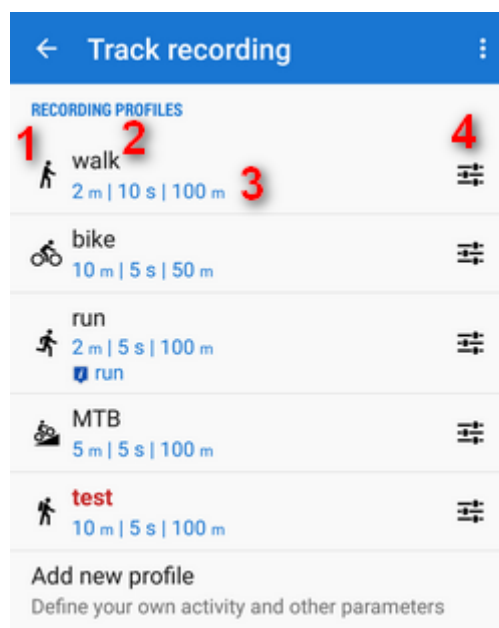 Track recording
RECORDING PROFILES
1 2 4
walk
2 m | 10 s | 100 m 3
bike
10 m | 5 s | 50 m
run
2 m | 5 s | 100 m
run
MTB
5 m | 5 s | 100 m
test
10 m | 5 s | 100 m
Add new profile
Define your own activity and other parameters